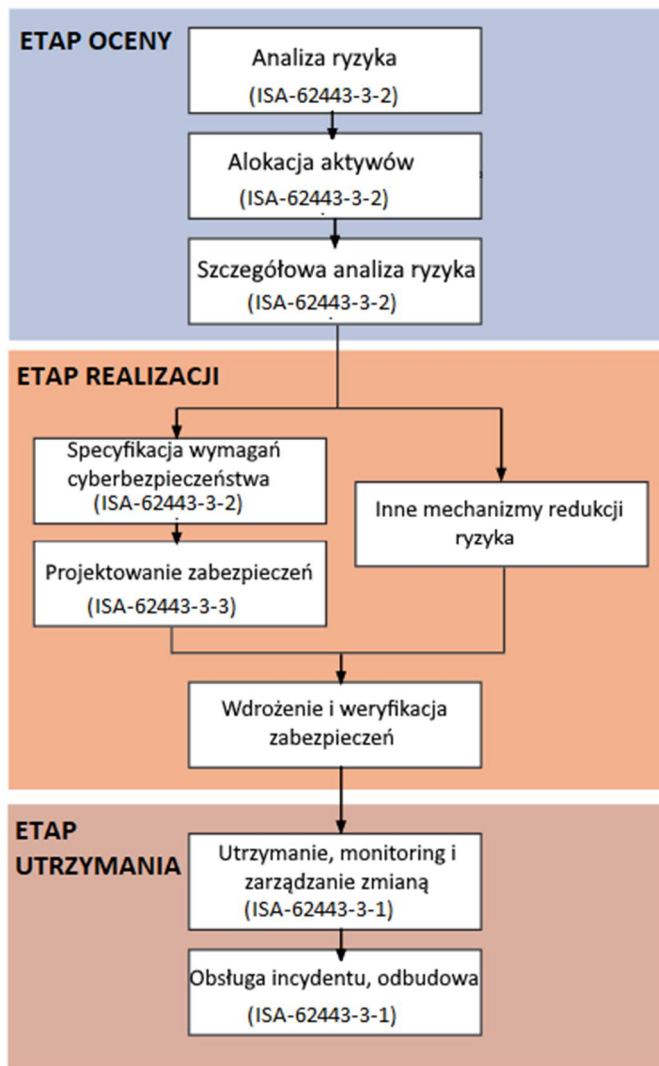 ETAP OCENY
Analiza ryzyka
(ISA-62443-3-2)
Alokacja aktywów
(ISA-62443-3-2)
Szczegółowa analiza ryzyka
(ISA-62443-3-2)
ETAP REALIZACJI
Specyfikacja wymagań
cyberbezpieczeństwa
(ISA-62443-3-2)
Inne mechanizmy redukcji
ryzyka
Projektowanie zabezpieczeń
(ISA-62443-3-3)
Wdrożenie i weryfikacja
zabezpieczeń
ETAP
UTRZYMANIA
Utrzymanie, monitoring i
zarządzanie zmianą
(ISA-62443-3-1)
Obsługa incydentu, odbudowa
(ISA-62443-3-1)